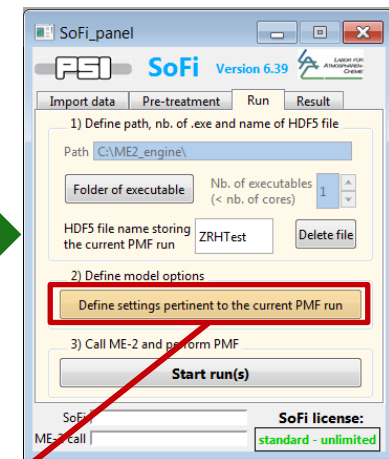 SoFi_panel
PSI SoFi Version 6.39 LABOR FÜR
ATMOSPHÄREN-
CHEMIE
Import data Pre-treatment Run Result
1) Define path, nb. of .exe and name of HDF5 file
Path C:\ME2_engine\
Folder of executable Nb. of executables
(< nb. of cores) 1
HDF5 file name storing
the current PMF run ZRHTest Delete file
2) Define model options
Define settings pertinent to the current PMF run
3) Call ME-2 and perform PMF
Start run(s)
SoFi SoFi license:
ME-2 call standard - unlimited